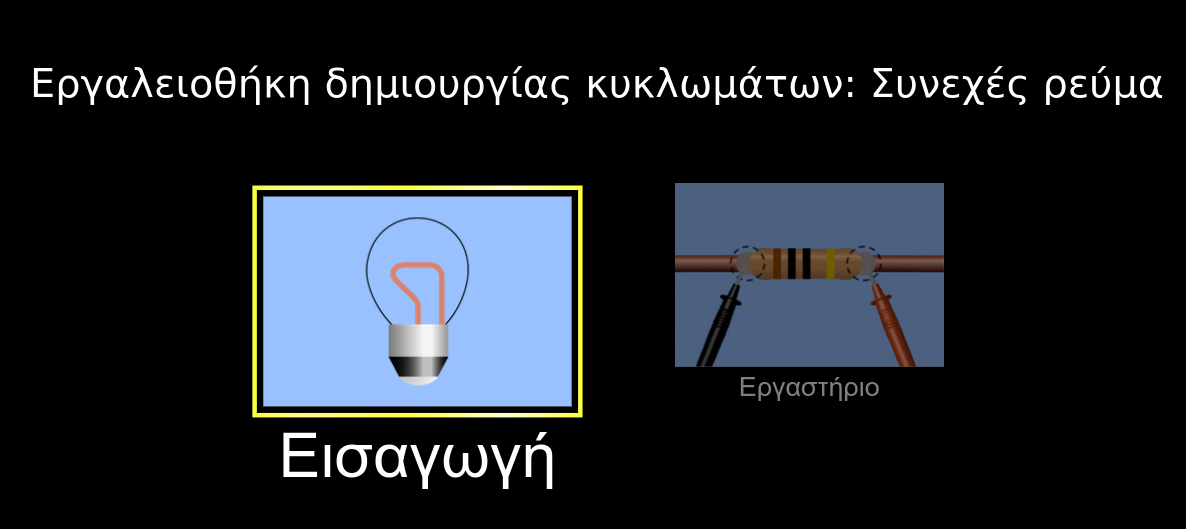 Εργαλειοθήκη δημιουργίας κυκλωμάτων: Συνεχές ρεύμα
Εισαγωγή
Εργαστήριο